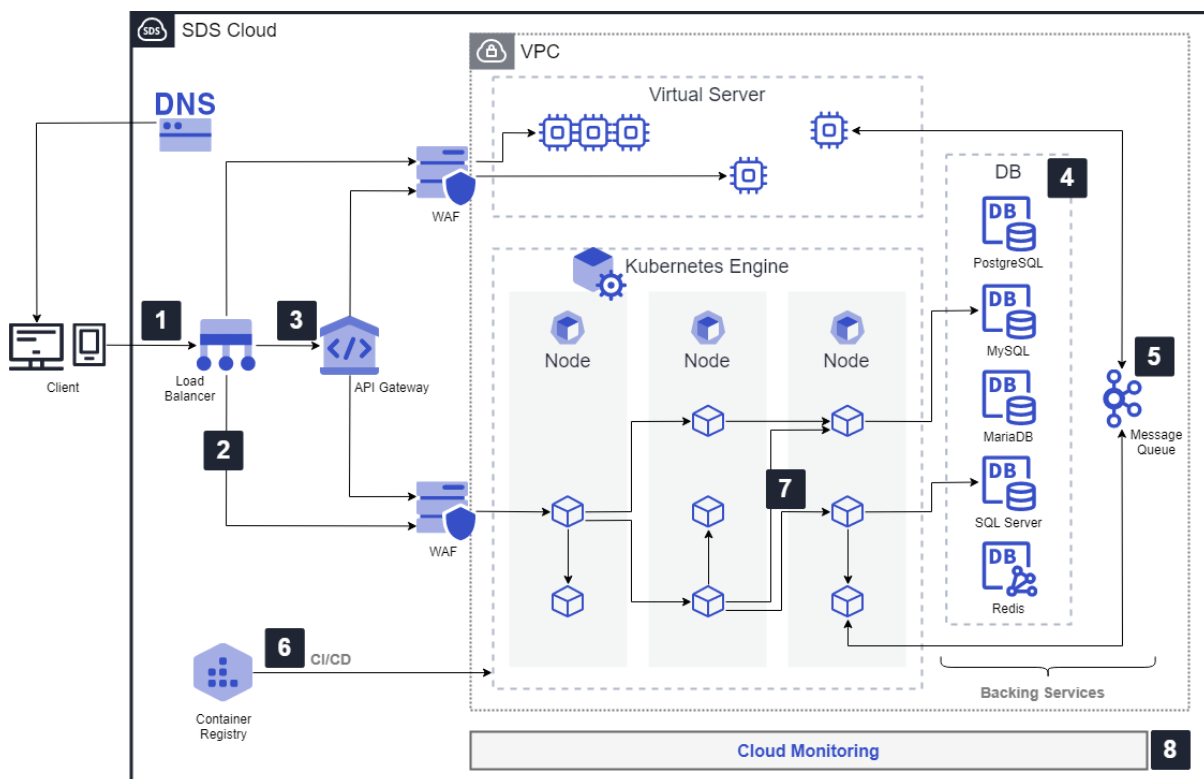 SDS
SDS Cloud
VPC
DNS
Virtual Server
WAF
DB
4
DB
PostgreSQL
Kubernetes Engine
1
3
Client
Load
Balancer
API Gateway
Node
Node
Node
DB
MySQL
5
Message
Queue
DB
MariaDB
2
7
DB
SQL Server
WAF
DB
Redis
6
CI/CD
Container
Registry
Backing Services
Cloud Monitoring
8